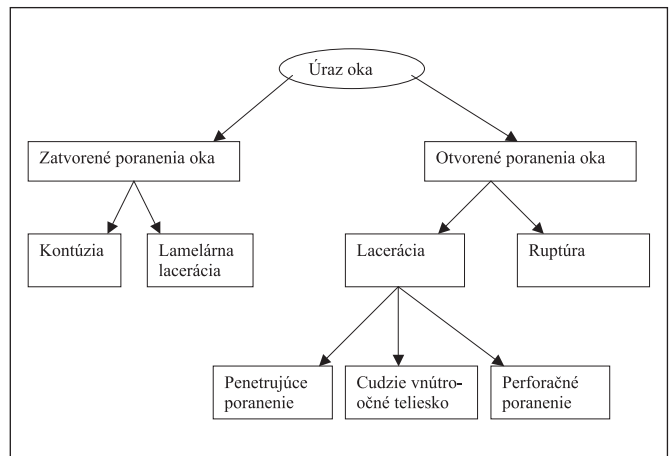 Úraz oka
Zatvorené poranenia oka
Otvorené poranenia oka
Kontúzia
Lamelárna
lacerácia
Lacerácia
Ruptúra
Penetrujúce
poranenie
Cudzie vnútro-
očné teliesko
Perforačné
poranenie